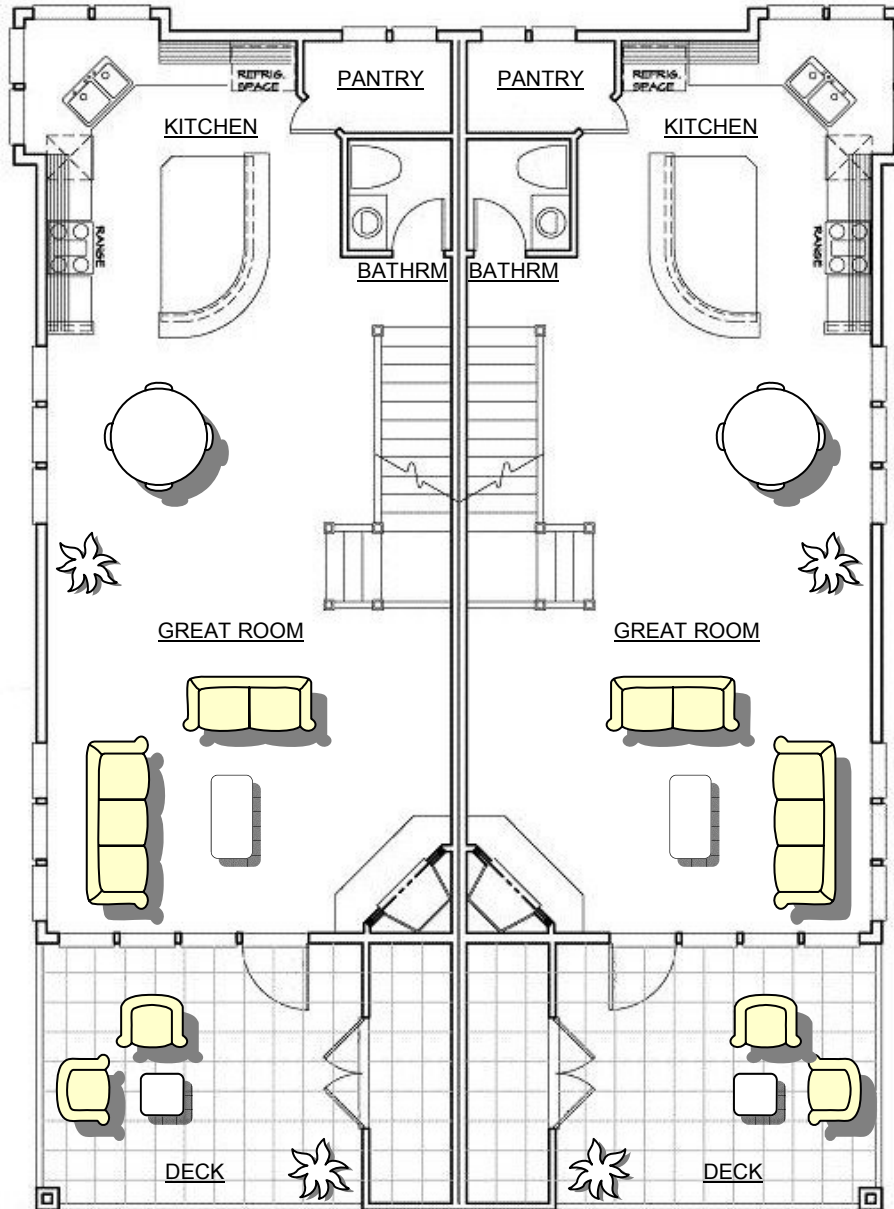 PANTRY PANTRY
REFRIG. SPACE
REFRIG. SPACE
KITCHEN KITCHEN
RANGE
RANGE
BATHRM BATHRM
GREAT ROOM GREAT ROOM
DECK DECK